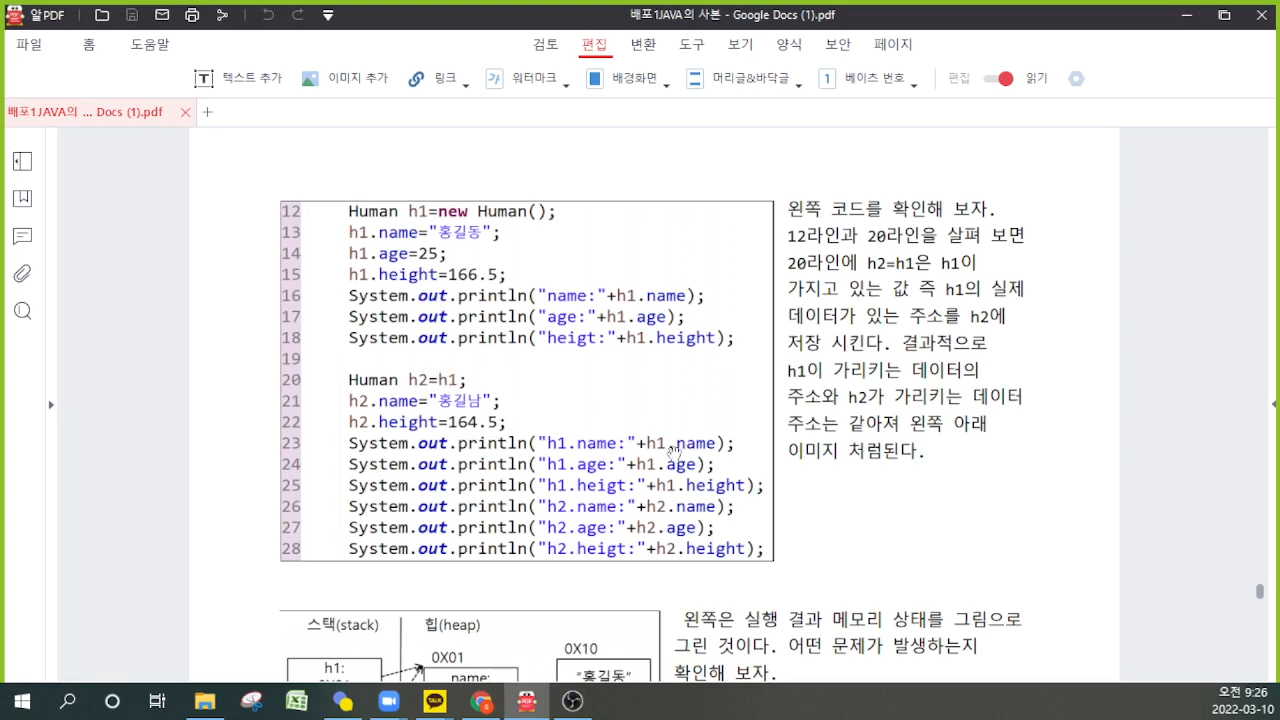 알PDF
배포1JAVA의 사본 - Google Docs (1).pdf
파일 홈 도움말 검토 편집 변환 도구 보기 양식 보안 페이지
텍스트 추가 이미지 추가 링크 가 워터마크 배경화면 머리글&바닥글 1 베이츠 번호 편집 읽기
배포1JAVA의 ... Docs (1).pdf
12 Human h1=new Human();
13 h1.name="홍길동";
14 h1.age=25;
15 h1.height=166.5;
16 System.out.println("name:"+h1.name);
17 System.out.println("age:"+h1.age);
18 System.out.println("heigt:"+h1.height);
19
20 Human h2=h1;
21 h2.name="홍길남";
22 h2.height=164.5;
23 System.out.println("h1.name:"+h1.name);
24 System.out.println("h1.age:"+h1.age);
25 System.out.println("h1.heigt:"+h1.height);
26 System.out.println("h2.name:"+h2.name);
27 System.out.println("h2.age:"+h2.age);
28 System.out.println("h2.heigt:"+h2.height);
왼쪽 코드를 확인해 보자.
12라인과 20라인을 살펴 보면
20라인에 h2=h1은 h1이
가지고 있는 값 즉 h1의 실제
데이터가 있는 주소를 h2에
저장 시킨다. 결과적으로
h1이 가리키는 데이터의
주소와 h2가 가리키는 데이터
주소는 같아져 왼쪽 아래
이미지 처럼된다.
스택(stack) 힙(heap)
0X01
0X10
h1:
name:
"홍길동"
왼쪽은 실행 결과 메모리 상태를 그림으로
그린 것이다. 어떤 문제가 발생하는지
확인해 보자.
TALK
PDF
오전 9:26
2022-03-10